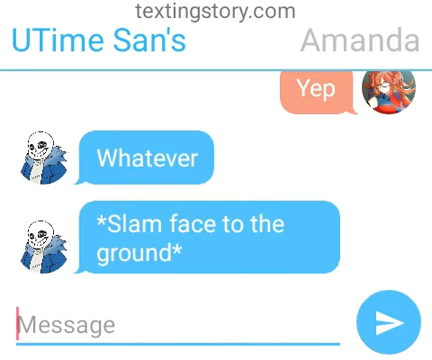 textingstory.com
UTime San's
Amanda
Yep
Whatever
*Slam face to the
ground*
Message